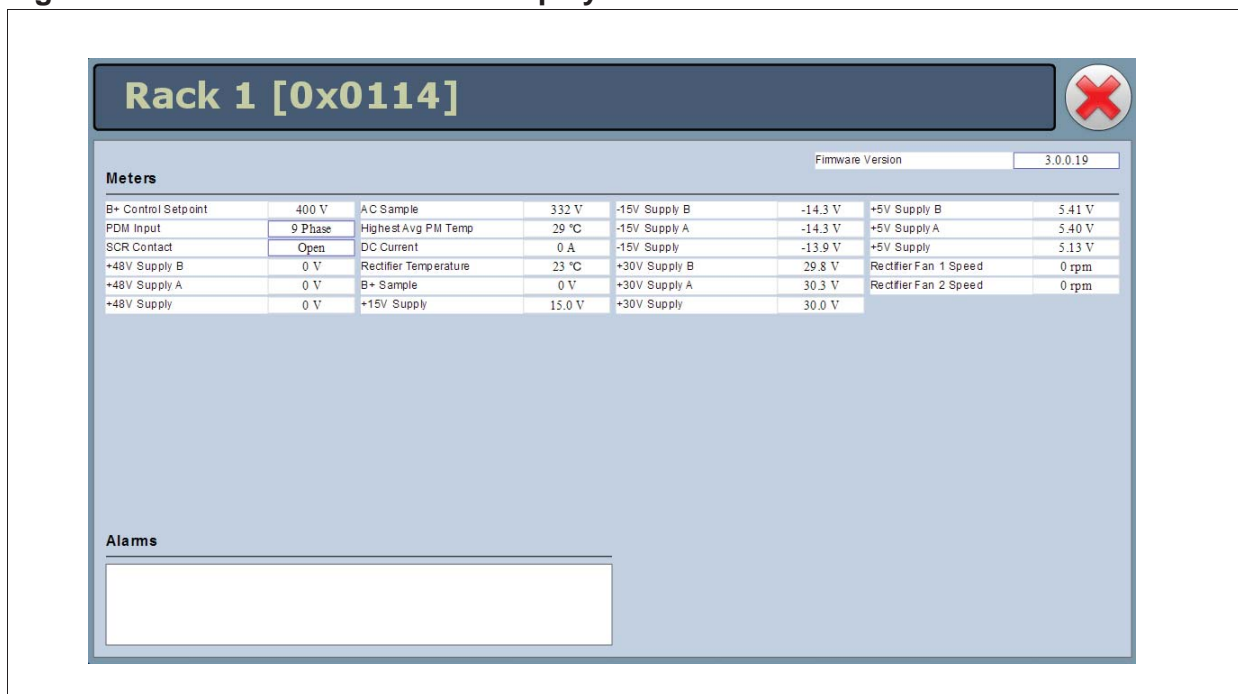 Rack 1 [0x0114]
Firmware Version 3.0.0.19
Meters
B+ Control Setpoint 400 V AC Sample 332 V -15V Supply B -14.3 V +5V Supply B 5.41 V
PDM Input 9 Phase Highest Avg PM Temp 29 °C -15V Supply A -14.3 V +5V Supply A 5.40 V
SCR Contact Open DC Current 0 A -15V Supply -13.9 V +5V Supply 5.13 V
+48V Supply B 0 V Rectifier Temperature 23 °C +30V Supply B 29.8 V Rectifier Fan 1 Speed 0 rpm
+48V Supply A 0 V B+ Sample 0 V +30V Supply A 30.3 V Rectifier Fan 2 Speed 0 rpm
+48V Supply 0 V +15V Supply 15.0 V +30V Supply 30.0 V
Alarms